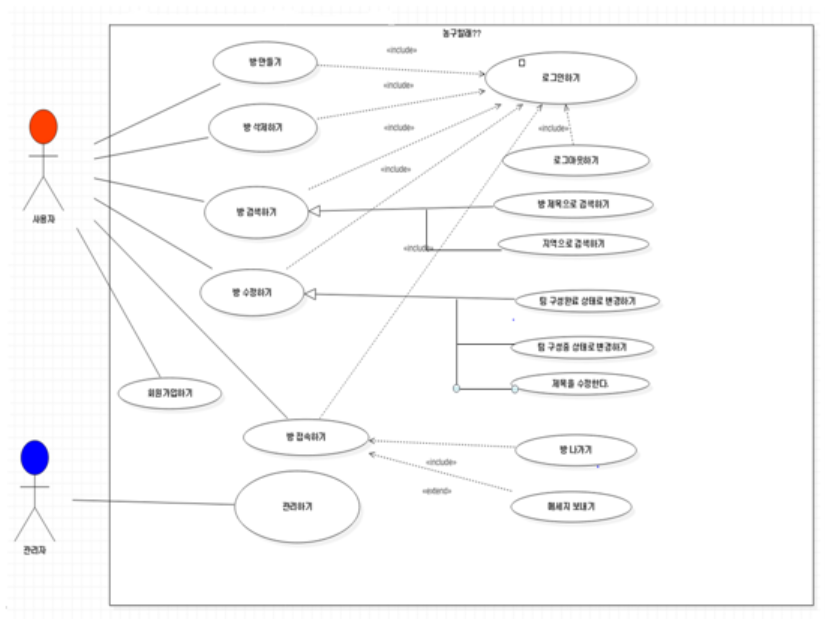 농구할래??
방 만들기
«include»
로그인하기
«include»
방 삭제하기
«include»
«include»
로그아웃하기
«include»
방 검색하기
방 제목으로 검색하기
«include»
지역으로 검색하기
사용자
방 수정하기
팀 구성완료 상태로 변경하기
팀 구성중 상태로 변경하기
제목을 수정한다.
회원가입하기
방 접속하기
방 나가기
«include»
«extend»
관리하기
메세지 보내기
관리자